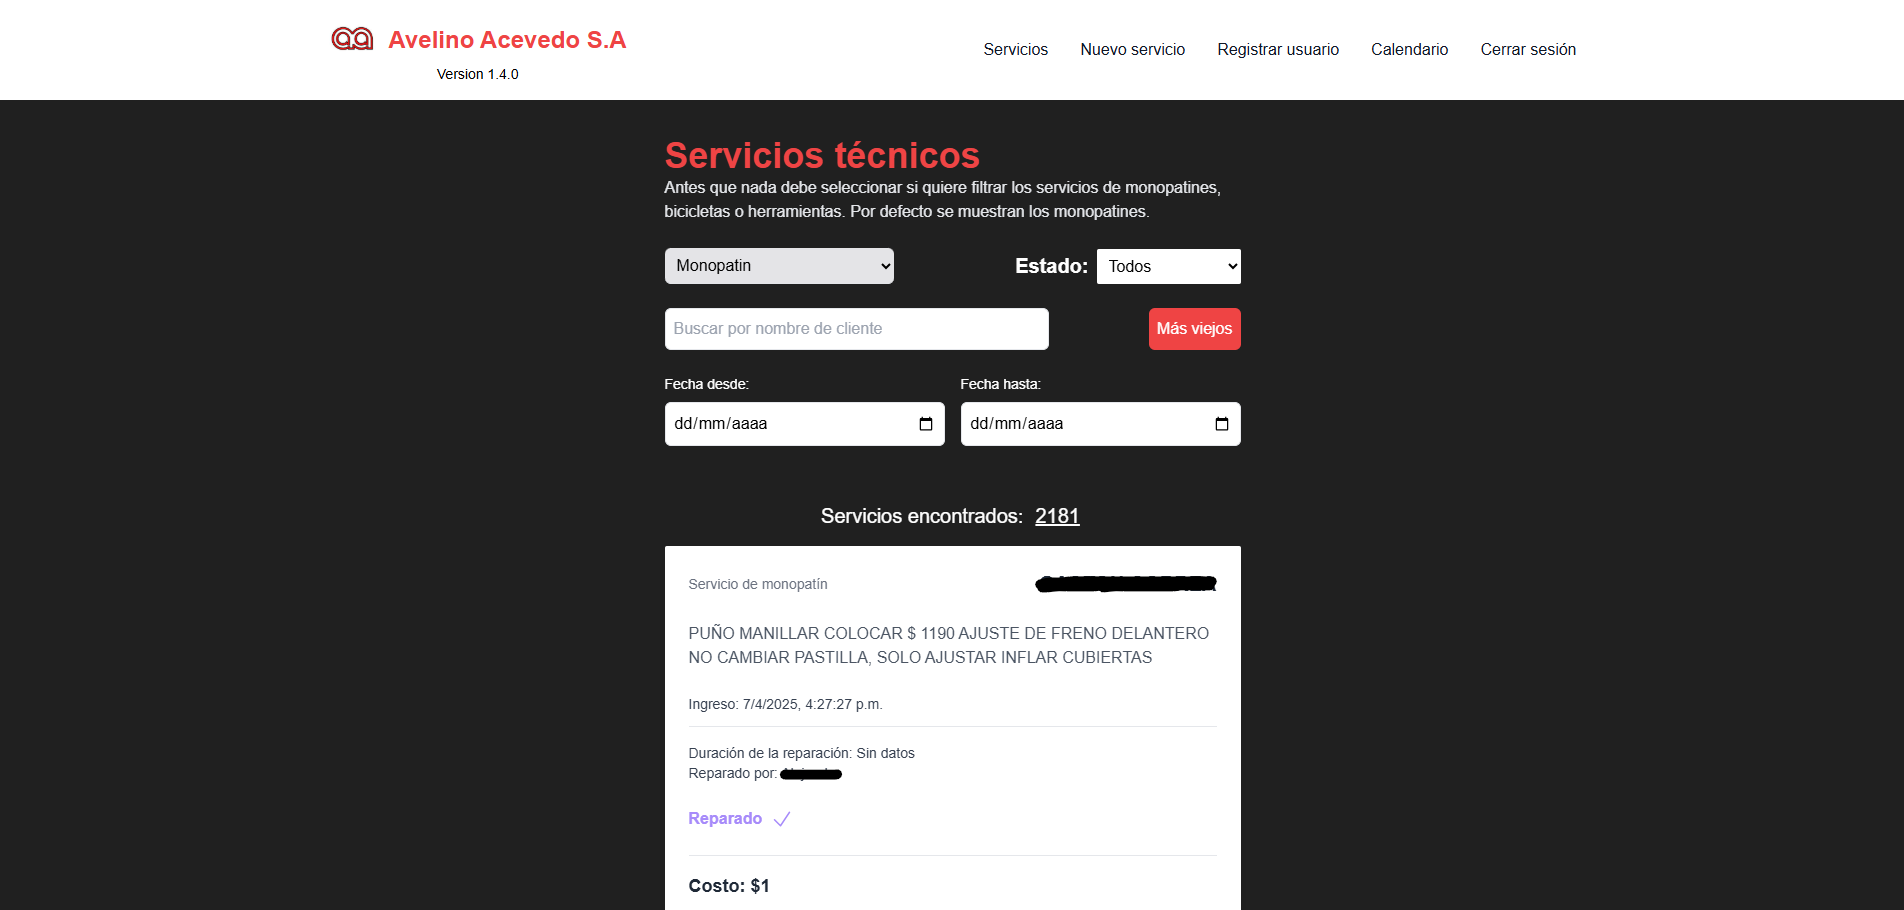 Avelino Acevedo S.A
Version 1.4.0
Servicios
Nuevo servicio
Registrar usuario
Calendario
Cerrar sesión
Servicios técnicos
Antes que nada debe seleccionar si quiere filtrar los servicios de monopatines,
bicicletas o herramientas. Por defecto se muestran los monopatines.
Monopatin
Estado:
Todos
Buscar por nombre de cliente
Más viejos
Fecha desde:
Fecha hasta:
dd/mm/aaaa
dd/mm/aaaa
Servicios encontrados: 2181
Servicio de monopatín
PUÑO MANILLAR COLOCAR $ 1190 AJUSTE DE FRENO DELANTERO
NO CAMBIAR PASTILLA, SOLO AJUSTAR INFLAR CUBIERTAS
Ingreso: 7/4/2025, 4:27:27 p.m.
Duración de la reparación: Sin datos
Reparado por:
Reparado
Costo: $1